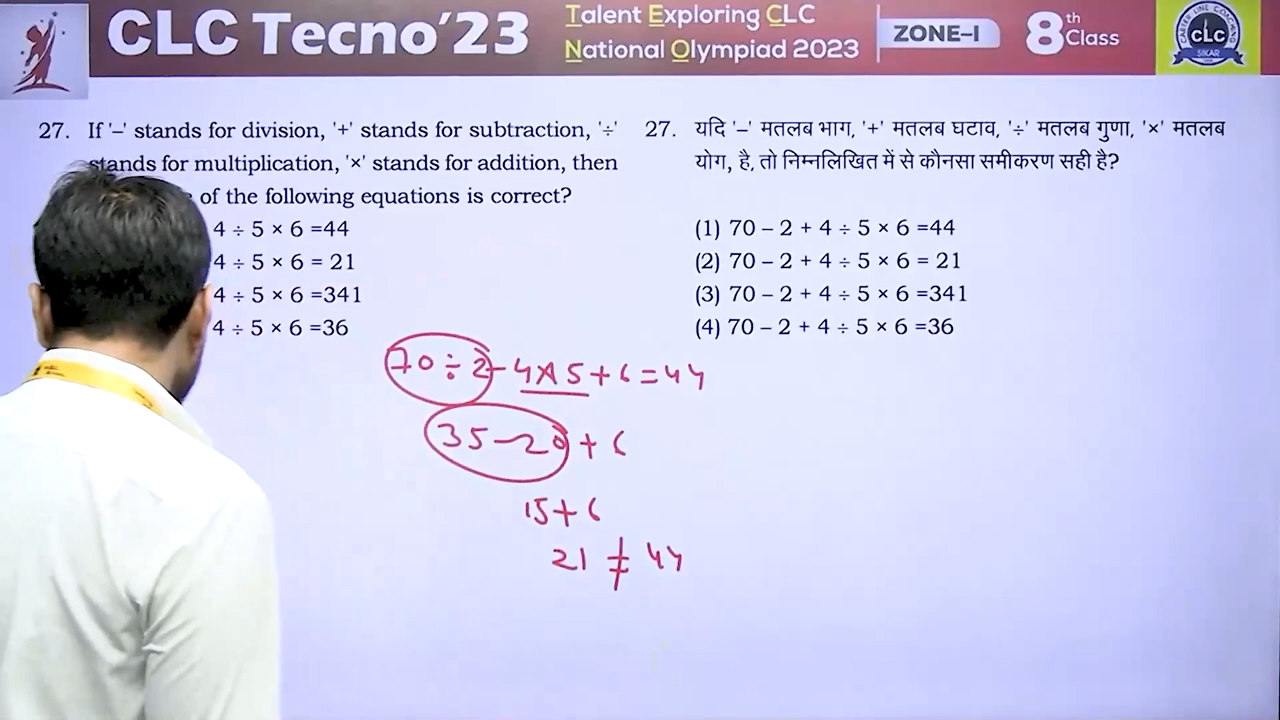 CLC Tecno'23
Talent Exploring CLC
National Olympiad 2023
ZONE–I
8th Class
CLC
SIKAR
27. If '–' stands for division, '+' stands for subtraction, '÷'
stands for multiplication, '×' stands for addition, then
of the following equations is correct?
4 ÷ 5 × 6 =44
4 ÷ 5 × 6 = 21
4 ÷ 5 × 6 =341
4 ÷ 5 × 6 =36
27. यदि '–' मतलब भाग, '+' मतलब घटाव, '÷' मतलब गुणा, '×' मतलब
योग, है, तो निम्नलिखित में से कौनसा समीकरण सही है?
(1) 70 – 2 + 4 ÷ 5 × 6 =44
(2) 70 – 2 + 4 ÷ 5 × 6 = 21
(3) 70 – 2 + 4 ÷ 5 × 6 =341
(4) 70 – 2 + 4 ÷ 5 × 6 =36
70 ÷ 2 - 4 × 5 + 6 = 44
35 - 20 + 6
15 + 6
21 ≠ 44